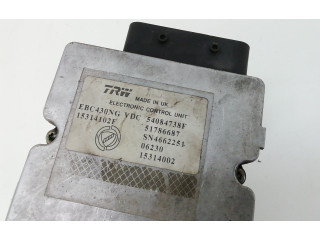 TRW
MADE IN UK
ELECTRONIC CONTROL UNIT
EBC430NG VDC 54084738F
15314102F 51786687
SN4662251
06230
15314002